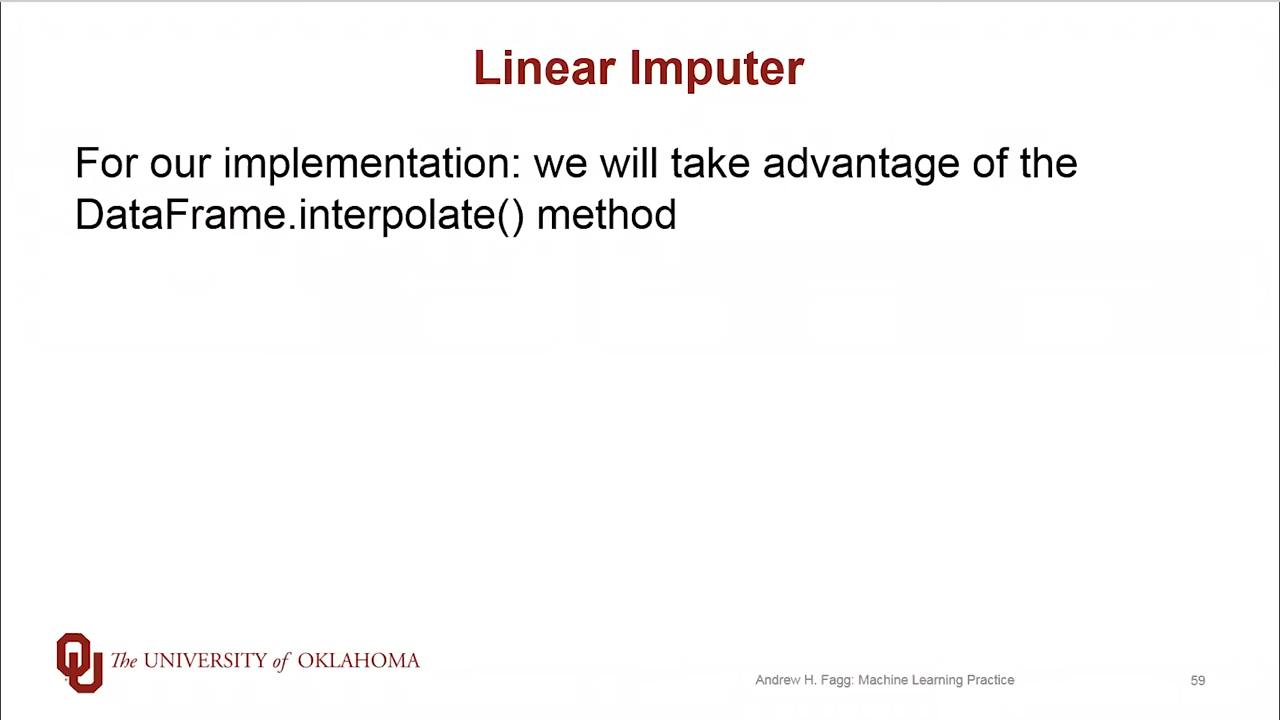 Linear Imputer
For our implementation: we will take advantage of the
DataFrame.interpolate() method
The UNIVERSITY of OKLAHOMA
Andrew H. Fagg: Machine Learning Practice
59